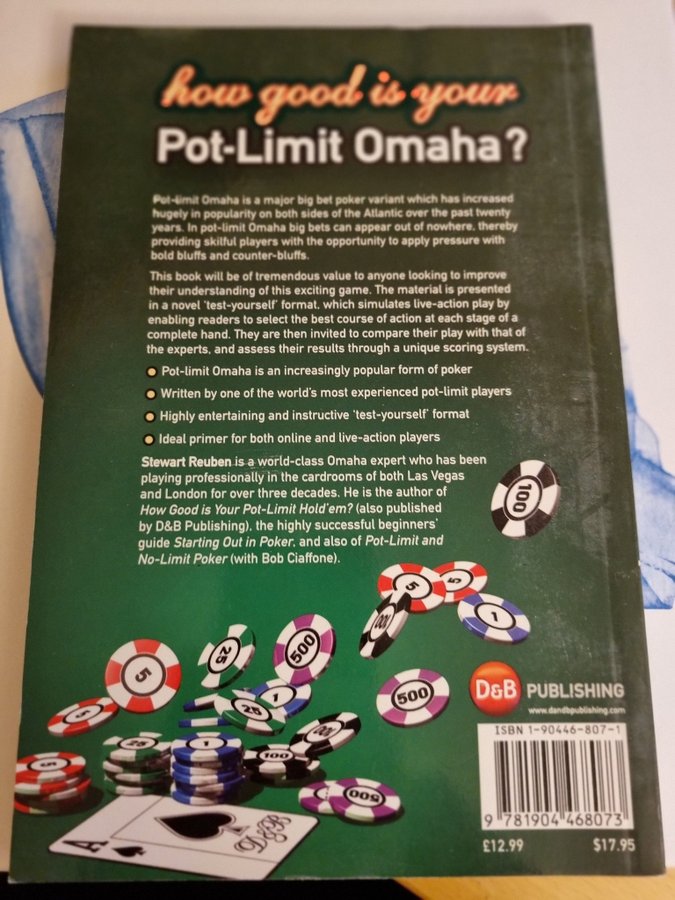 how good is your
Pot-Limit Omaha?
Pot-limit Omaha is a major big bet poker variant which has increased
hugely in popularity on both sides of the Atlantic over the past twenty
years. In pot-limit Omaha big bets can appear out of nowhere, thereby
providing skilful players with the opportunity to apply pressure with
bold bluffs and counter-bluffs.
This book will be of tremendous value to anyone looking to improve
their understanding of this exciting game. The material is presented
in a novel 'test-yourself' format, which simulates live-action play by
enabling readers to select the best course of action at each stage of a
complete hand. They are then invited to compare their play with that of
the experts, and assess their results through a unique scoring system.
Pot-limit Omaha is an increasingly popular form of poker
Written by one of the world's most experienced pot-limit players
Highly entertaining and instructive 'test-yourself' format
Ideal primer for both online and live-action players
Stewart Reuben is a world-class Omaha expert who has been
playing professionally in the cardrooms of both Las Vegas
and London for over three decades. He is the author of
How Good is Your Pot-Limit Hold'em? (also published
by D&B Publishing), the highly successful beginners'
guide Starting Out in Poker, and also of Pot-Limit and
No-Limit Poker (with Bob Ciaffone).
100
5
5
100
1
25
500
5
1
500
25
5
100
5
25
1
100
500
A
D&B
D&B PUBLISHING
www.dandbpublishing.com
ISBN 1-90446-807-1
9 781904 468073
£12.99 $17.95